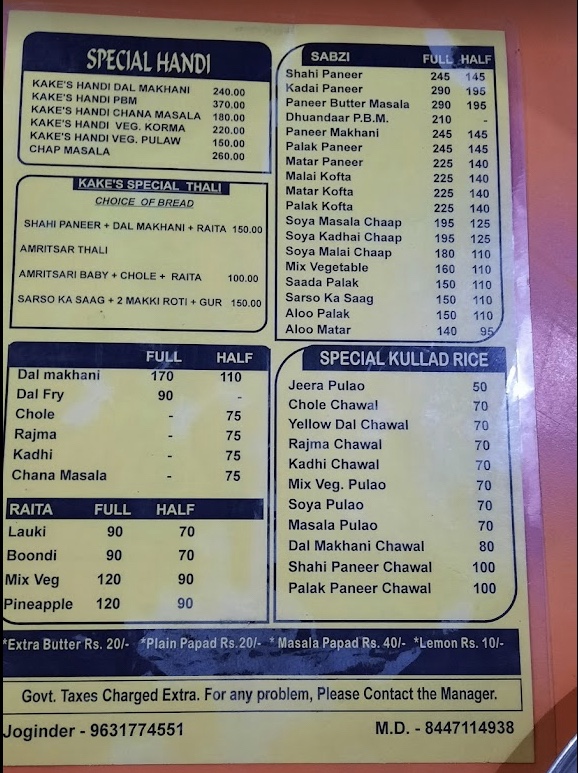 SPECIAL HANDI
KAKE'S HANDI DAL MAKHANI 240.00
KAKE'S HANDI PBM 370.00
KAKE'S HANDI CHANA MASALA 180.00
KAKE'S HANDI VEG. KORMA 220.00
KAKE'S HANDI VEG. PULAW 150.00
CHAP MASALA 260.00
KAKE'S SPECIAL THALI
CHOICE OF BREAD
SHAHI PANEER + DAL MAKHANI + RAITA 150.00
AMRITSAR THALI
AMRITSARI BABY + CHOLE + RAITA 100.00
SARSO KA SAAG + 2 MAKKI ROTI + GUR 150.00
FULL HALF
Dal makhani 170 110
Dal Fry 90 -
Chole - 75
Rajma - 75
Kadhi - 75
Chana Masala - 75
RAITA FULL HALF
Lauki 90 70
Boondi 90 70
Mix Veg 120 90
Pineapple 120 90
SABZI FULL HALF
Shahi Paneer 245 145
Kadai Paneer 290 195
Paneer Butter Masala 290 195
Dhuandaar P.B.M. 210 -
Paneer Makhani 245 145
Palak Paneer 245 145
Matar Paneer 225 140
Malai Kofta 225 140
Matar Kofta 225 140
Palak Kofta 225 140
Soya Masala Chaap 195 125
Soya Kadhai Chaap 195 125
Soya Malai Chaap 180 110
Mix Vegetable 160 110
Saada Palak 150 110
Sarso Ka Saag 150 110
Aloo Palak 150 110
Aloo Matar 140 95
SPECIAL KULLAD RICE
Jeera Pulao 50
Chole Chawal 70
Yellow Dal Chawal 70
Rajma Chawal 70
Kadhi Chawal 70
Mix Veg. Pulao 70
Soya Pulao 70
Masala Pulao 70
Dal Makhani Chawal 80
Shahi Paneer Chawal 100
Palak Paneer Chawal 100
*Extra Butter Rs. 20/- *Plain Papad Rs.20/- * Masala Papad Rs. 40/- *Lemon Rs. 10/-
Govt. Taxes Charged Extra. For any problem, Please Contact the Manager.
Joginder - 9631774551 M.D. - 8447114938